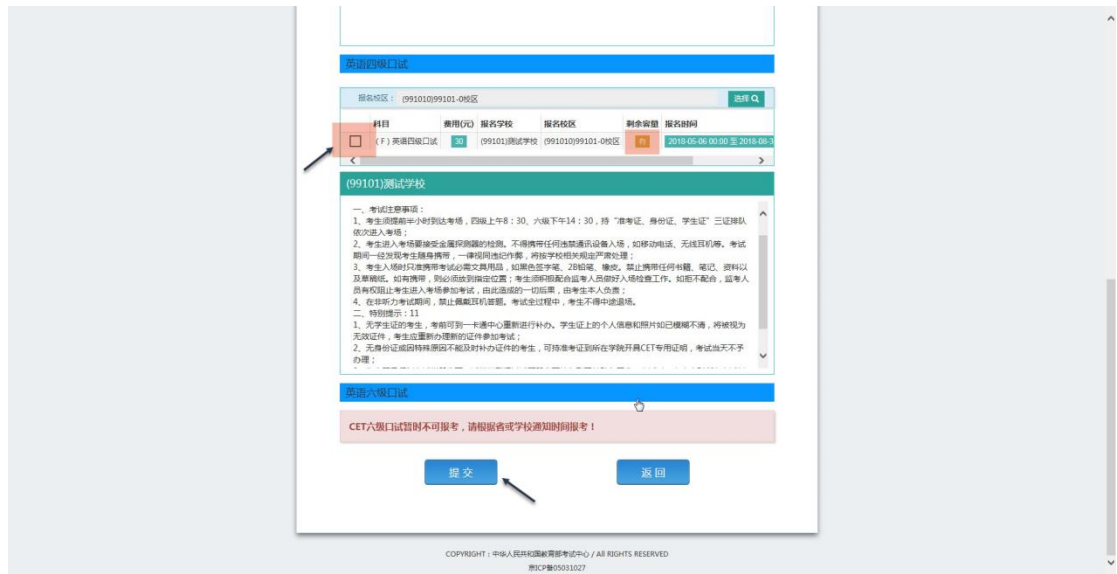 英语四级口试
报名校区： (991010)99101-0校区 选择
科目 费用(元) 报名学校 报名校区 剩余容量 报名时间
（F）英语四级口试 30 (99101)测试学校 (991010)99101-0校区 有 2018-05-06 00:00 至 2018-08-3
(99101)测试学校
一、考试注意事项：
1、考生须提前半小时到达考场，四级上午8：30、六级下午14：30，持“准考证、身份证、学生证”三证排队
依次进入考场；
2、考生进入考场要接受金属探测器的检测。不得携带任何违禁通讯设备入场，如移动电话、无线耳机等。考试
期间一经发现考生随身携带，一律视同违纪作弊，将按学校相关规定严肃处理；
3、考生入场时只准携带考试必需文具用品，如黑色签字笔、2B铅笔、橡皮。禁止携带任何书籍、笔记、资料以
及草稿纸。如有携带，则必须放到指定位置；考生须积极配合监考人员做好入场检查工作。如拒不配合，监考人
员有权阻止考生进入考场参加考试，由此造成的一切后果，由考生本人负责；
4、在非听力考试期间，禁止佩戴耳机答题。考试全过程中，考生不得中途退场。
二、特别提示：11
1、无学生证的考生，考前可到一卡通中心重新进行补办。学生证上的个人信息和照片如已模糊不清，将被视为
无效证件，考生应重新办理新的证件参加考试；
2、无身份证或因特殊原因不能及时补办证件的考生，可持准考证到所在学院开具CET专用证明，考试当天不予
办理；
英语六级口试
CET六级口试暂时不可报考，请根据省或学校通知时间报考！
提 交 返 回
COPYRIGHT：中华人民共和国教育部考试中心 / All RIGHTS RESERVED
京ICP备05031027